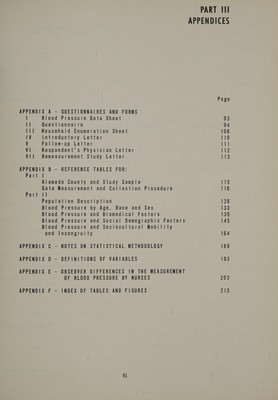 PART III
APPENDICES
Page
APPENDIX A - QUESTIONNAIRES AND FORMS
I Blood Pressure Data Sheet 93
II Questionnaire 94
III Household Enumeration Sheet 109
IV Introductory Letter 110
V Follow-up Letter 111
VI Respondent's Physician Letter 112
VII Remeasurement Study Letter 113
APPENDIX B - REFERENCE TABLES FOR:
Part I
Alameda County and Study Sample 115
Data Measurement and Collection Procedure 118
Part II
Population Description 126
Blood Pressure by Age, Race and Sex 133
Blood Pressure and Biomedical Factors 139
Blood Pressure and Social Demographic Factors 145
Blood Pressure and Sociocultural Mobility
and Incongruity 164
APPENDIX C - NOTES ON STATISTICAL METHODOLOGY 189
APPENDIX D - DEFINITIONS OF VARIABLES 193
APPENDIX E - OBSERVER DIFFERENCES IN THE MEASUREMENT
OF BLOOD PRESSURE BY NURSES 203
APPENDIX F - INDEX OF TABLES AND FIGURES 215
91